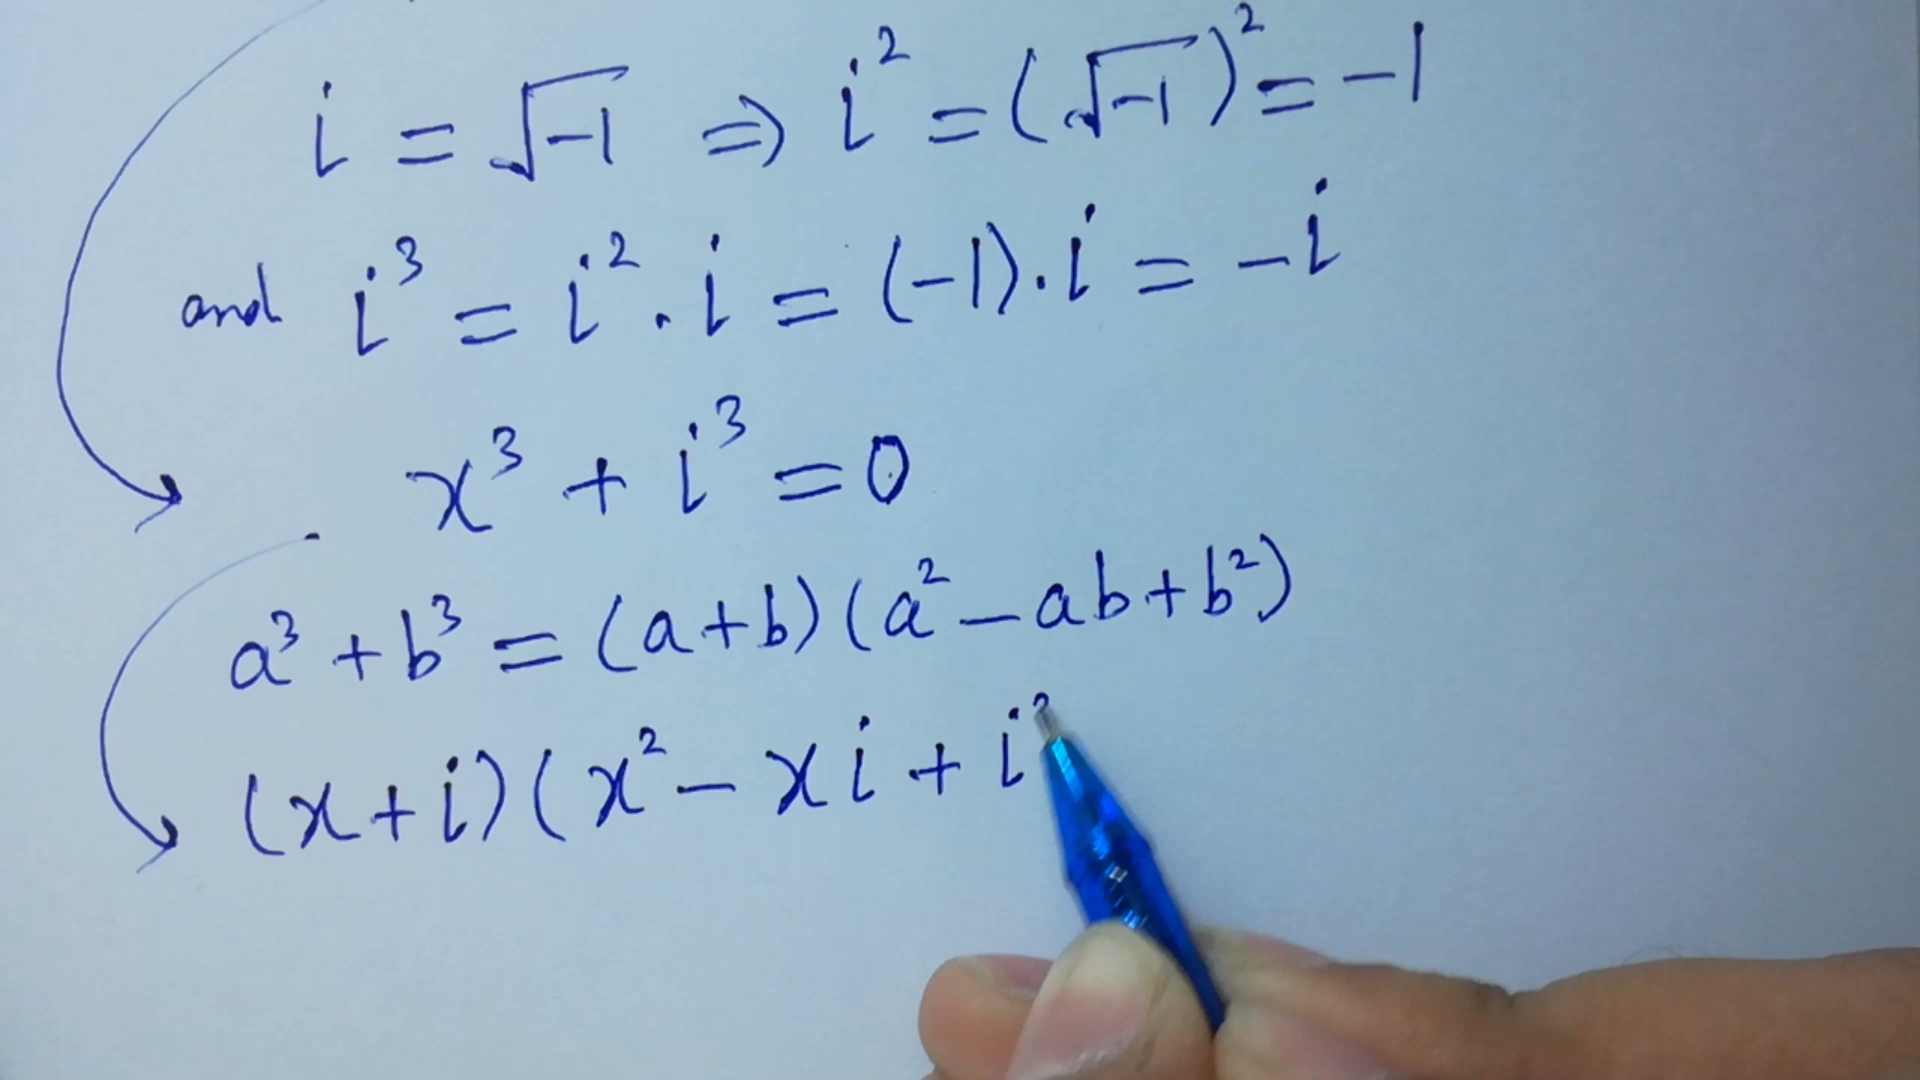 i = √-1 ⇒ i² = (√-1)² = -1
and i³ = i² . i = (-1) . i = -i
x³ + i³ = 0
a³ + b³ = (a+b)(a² - ab + b²)
(x+i)(x² - xi + i²